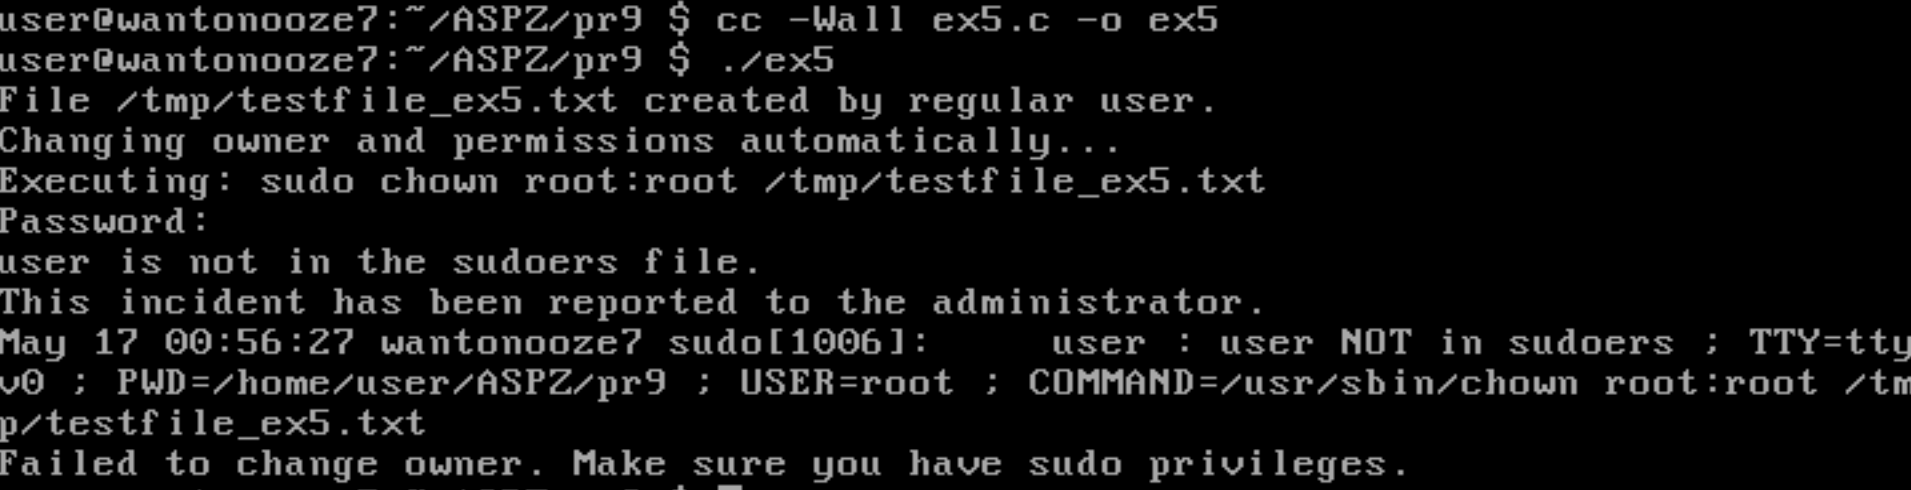 user@wantonooze7:~/ASPZ/pr9 $ cc -Wall ex5.c -o ex5
user@wantonooze7:~/ASPZ/pr9 $ ./ex5
File /tmp/testfile_ex5.txt created by regular user.
Changing owner and permissions automatically...
Executing: sudo chown root:root /tmp/testfile_ex5.txt
Password:
user is not in the sudoers file.
This incident has been reported to the administrator.
May 17 00:56:27 wantonooze7 sudo[1006]:     user : user NOT in sudoers ; TTY=tty
v0 ; PWD=/home/user/ASPZ/pr9 ; USER=root ; COMMAND=/usr/sbin/chown root:root /tm
p/testfile_ex5.txt
Failed to change owner. Make sure you have sudo privileges.